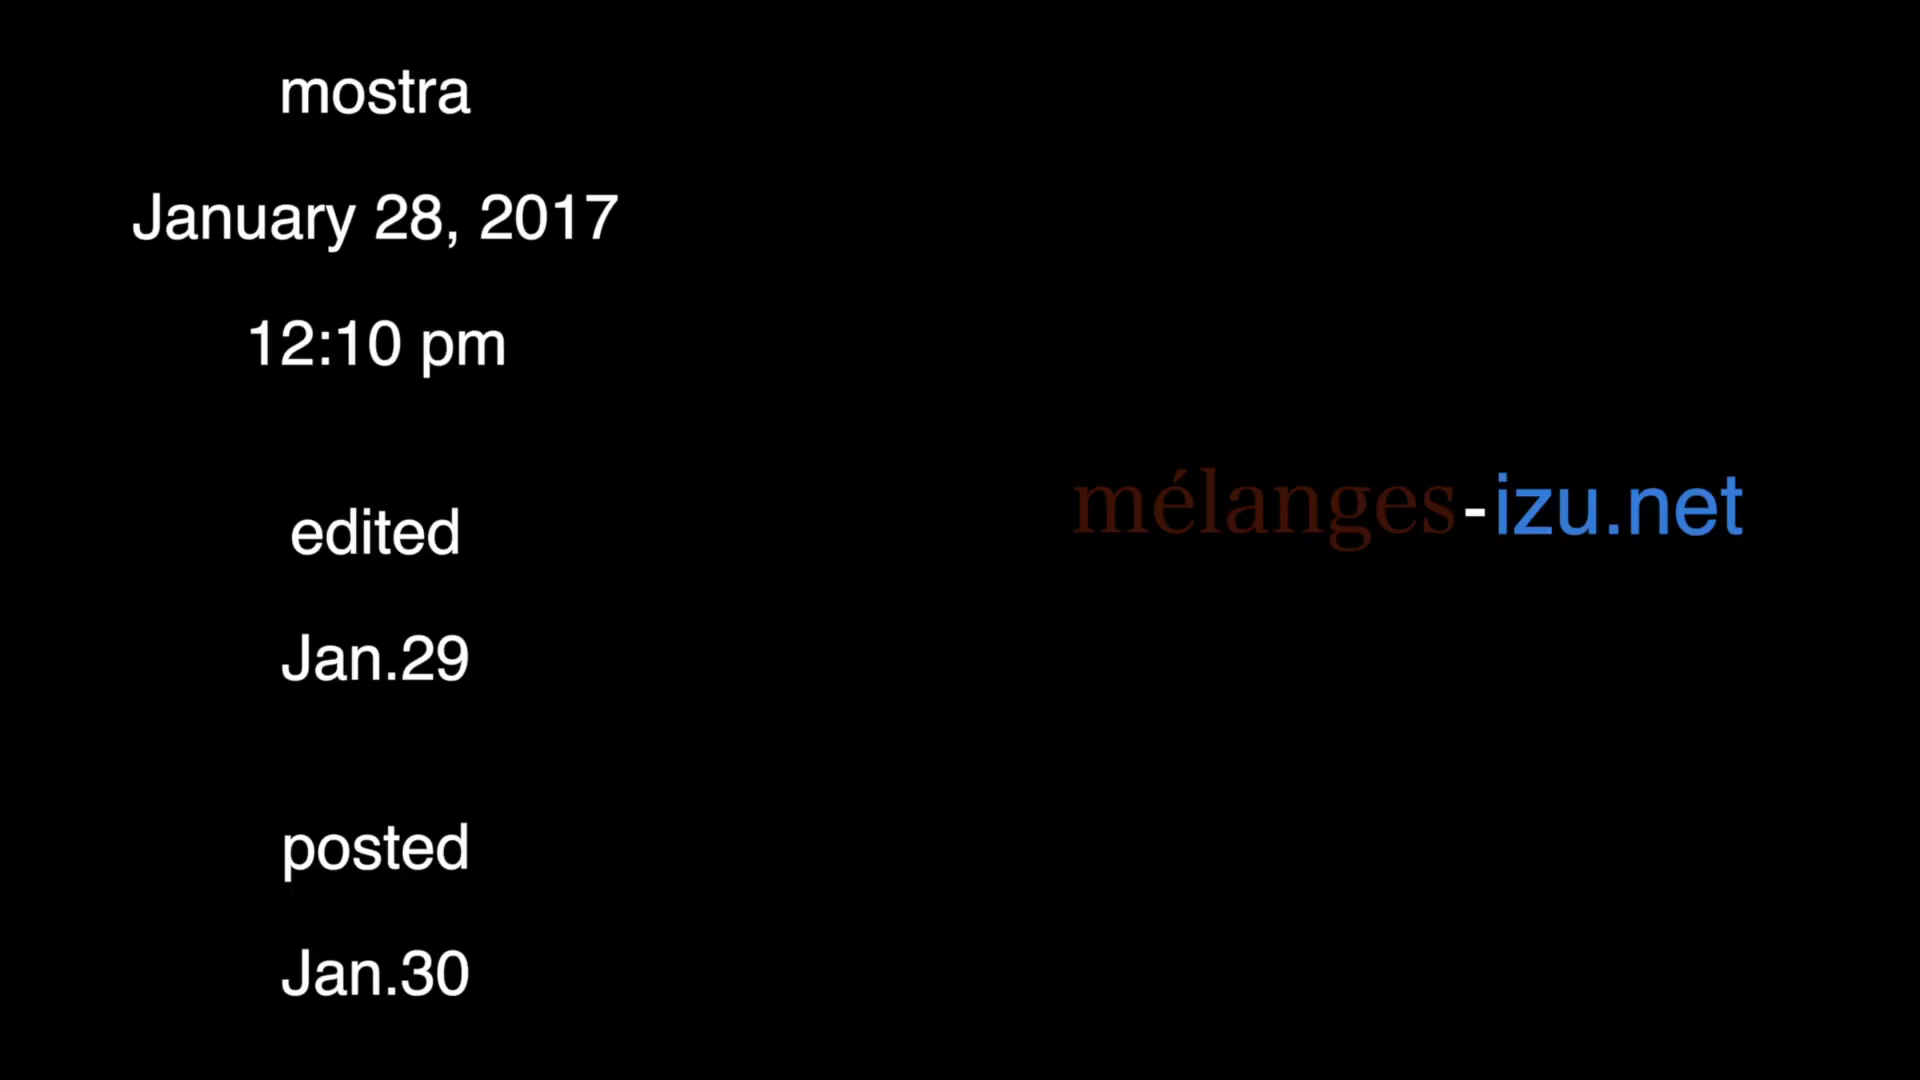 mostra
January 28, 2017
12:10 pm
edited
Jan.29
posted
Jan.30
mélanges-izu.net